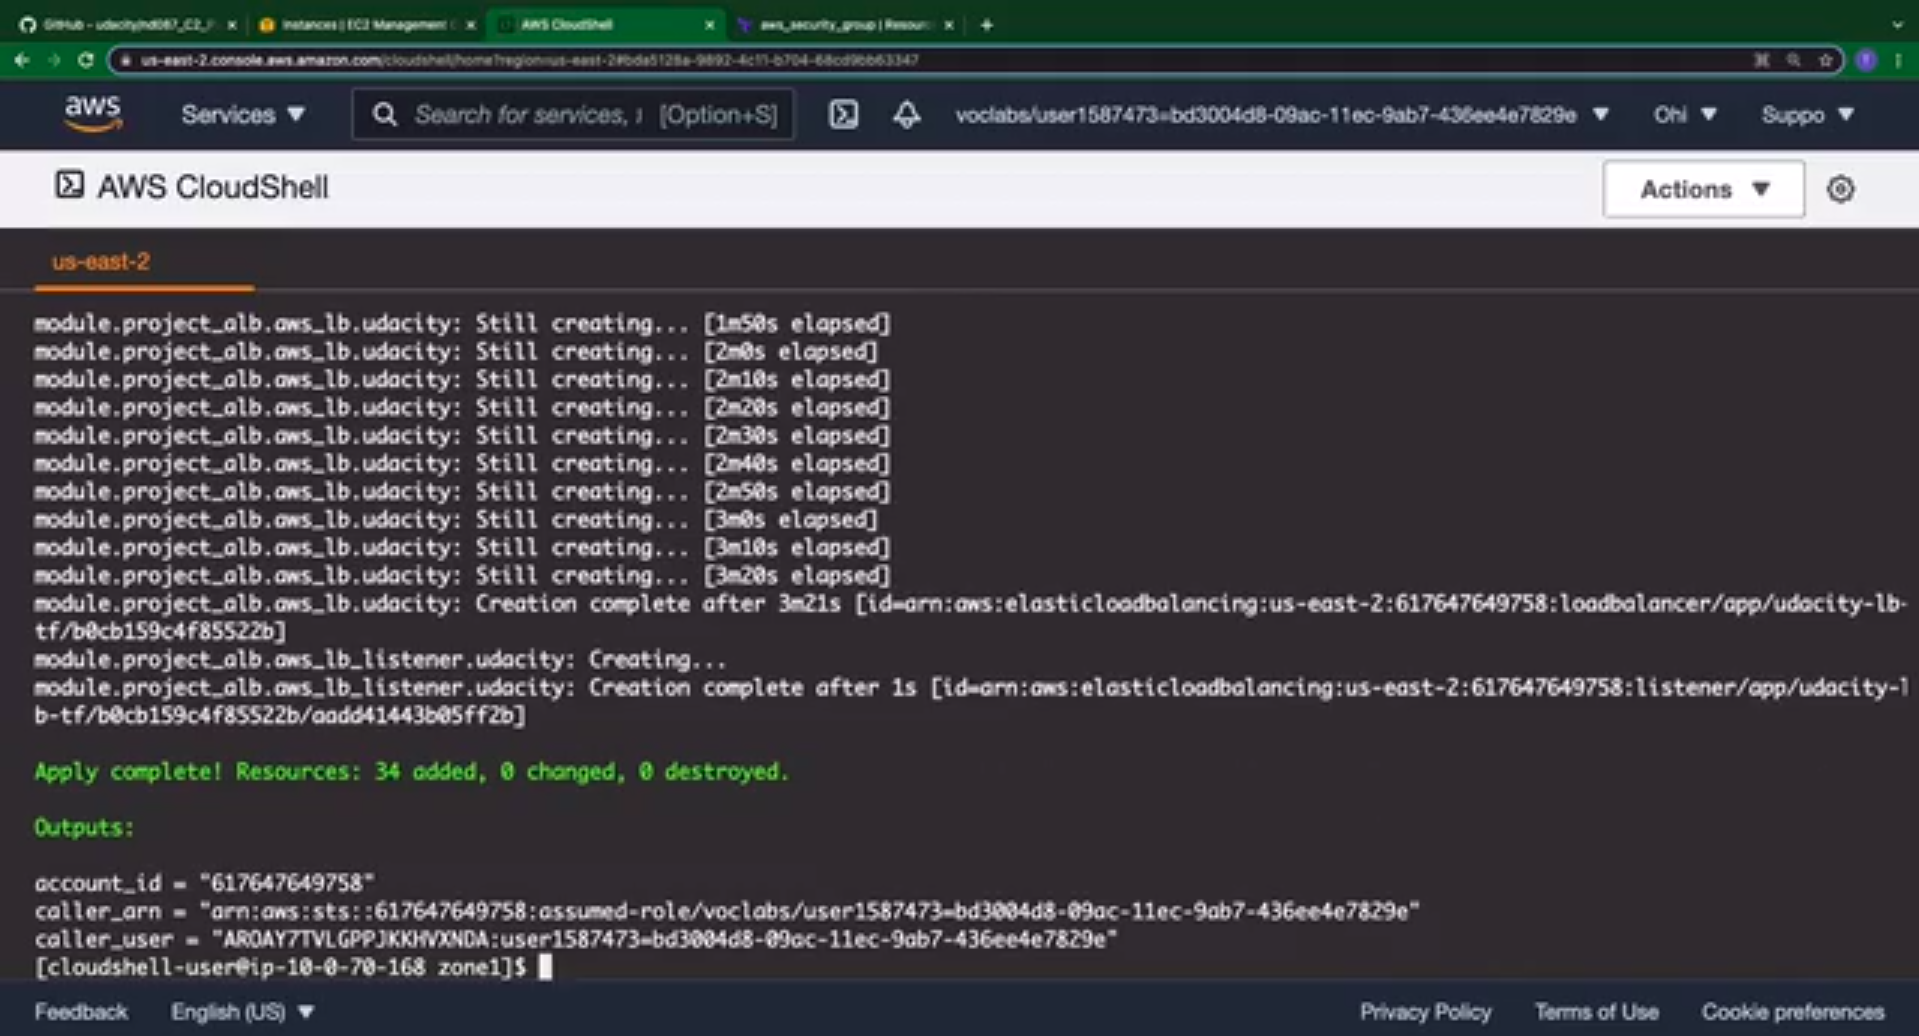 GitHub - udacity/nd087_C2_
Instances | EC2 Management
AWS CloudShell
aws_security_group | Resour
us-east-2.console.aws.amazon.com/cloudshell/home?region=us-east-2#bda5128a-9892-4c11-b704-68cd9bb63347
aws
Services
Search for services, [Option+S]
voclabs/user1587473=bd3004d8-09ac-11ec-9ab7-436ee4e7829e
Ohi
Suppo
AWS CloudShell
Actions
us-east-2
module.project_alb.aws_lb.udacity: Still creating... [1m50s elapsed]
module.project_alb.aws_lb.udacity: Still creating... [2m0s elapsed]
module.project_alb.aws_lb.udacity: Still creating... [2m10s elapsed]
module.project_alb.aws_lb.udacity: Still creating... [2m20s elapsed]
module.project_alb.aws_lb.udacity: Still creating... [2m30s elapsed]
module.project_alb.aws_lb.udacity: Still creating... [2m40s elapsed]
module.project_alb.aws_lb.udacity: Still creating... [2m50s elapsed]
module.project_alb.aws_lb.udacity: Still creating... [3m0s elapsed]
module.project_alb.aws_lb.udacity: Still creating... [3m10s elapsed]
module.project_alb.aws_lb.udacity: Still creating... [3m20s elapsed]
module.project_alb.aws_lb.udacity: Creation complete after 3m21s [id=arn:aws:elasticloadbalancing:us-east-2:617647649758:loadbalancer/app/udacity-lb-
tf/b0cb159c4f85522b]
module.project_alb.aws_lb_listener.udacity: Creating...
module.project_alb.aws_lb_listener.udacity: Creation complete after 1s [id=arn:aws:elasticloadbalancing:us-east-2:617647649758:listener/app/udacity-l
b-tf/b0cb159c4f85522b/aadd41443b05ff2b]
Apply complete! Resources: 34 added, 0 changed, 0 destroyed.
Outputs:
account_id = "617647649758"
caller_arn = "arn:aws:sts::617647649758:assumed-role/voclabs/user1587473=bd3004d8-09ac-11ec-9ab7-436ee4e7829e"
caller_user = "AROAY7TVLGPPJKKHVXNDA:user1587473=bd3004d8-09ac-11ec-9ab7-436ee4e7829e"
[cloudshell-user@ip-10-0-70-168 zone1]$
Feedback
English (US)
Privacy Policy
Terms of Use
Cookie preferences